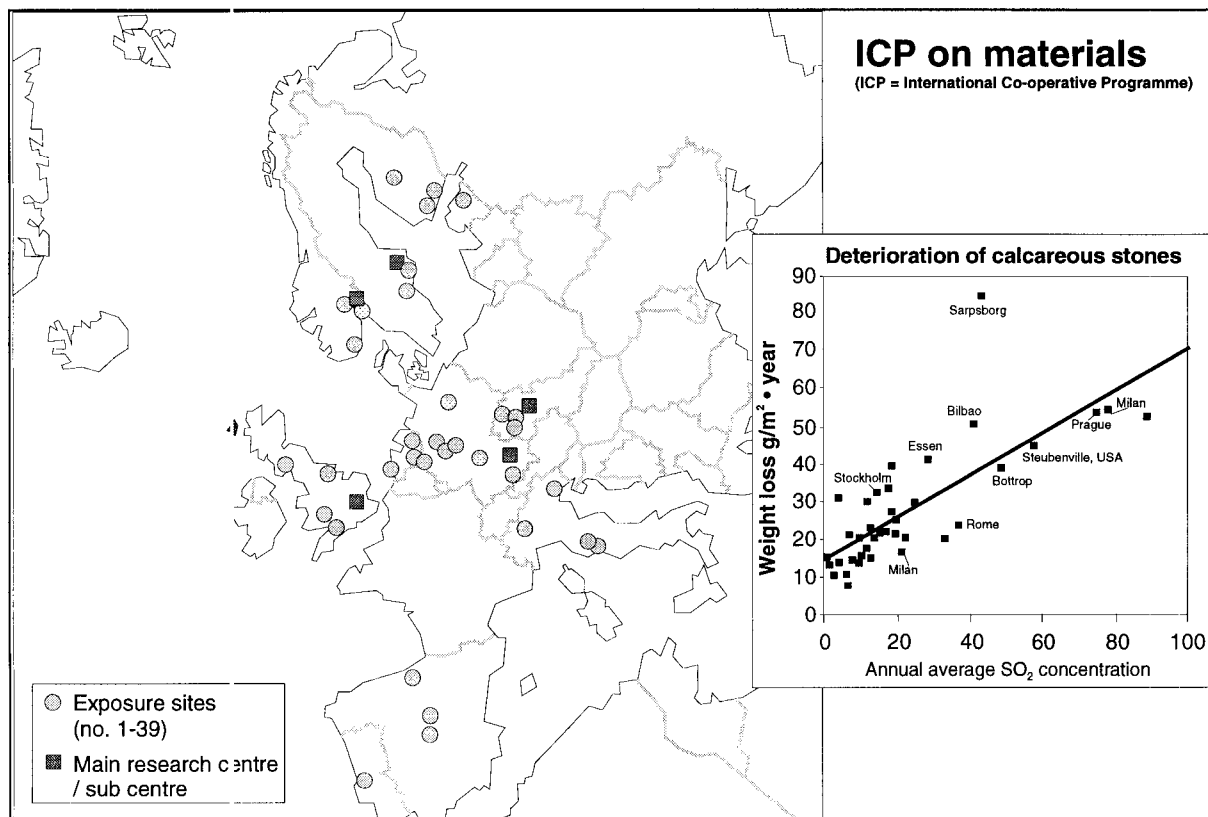 ICP on materials
(ICP = International Co-operative Programme)
Deterioration of calcareous stones
Weight loss g/m² • year
90
80
70
60
50
40
30
20
10
0
Sarpsborg
Bilbao
Milan
Prague
Essen
Steubenville, USA
Stockholm
Bottrop
Rome
Milan
0 20 40 60 80 100
Annual average SO₂ concentration
Exposure sites
(no. 1-39)
Main research centre
/ sub centre